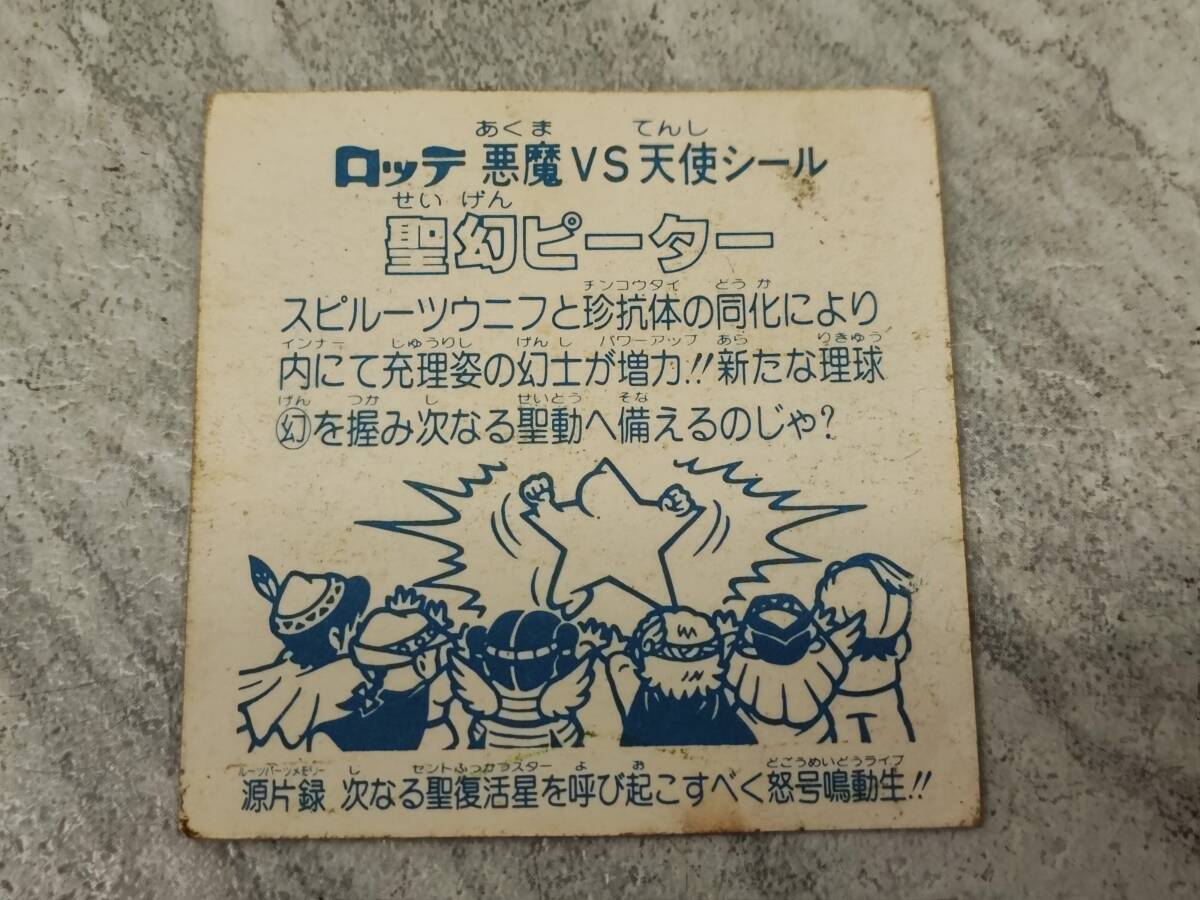 あくま てんし
ロッテ 悪魔VS天使シール
せい げん
聖幻ピーター
チンコウタイ どうか
スピルーツウニフと珍抗体の同化により
インナー じゅうりし げんし パワーアップ あら りきゅう
内にて充理姿の幻士が増力!!新たな理球
げん つか し せいとう そな
幻を握み次なる聖動へ備えるのじゃ?
T
ルーツパーツメモリー じ セントふっかつスター よ お どごうめいどうライブ
源片録 次なる聖復活星を呼び起こすべく怒号鳴動生!!